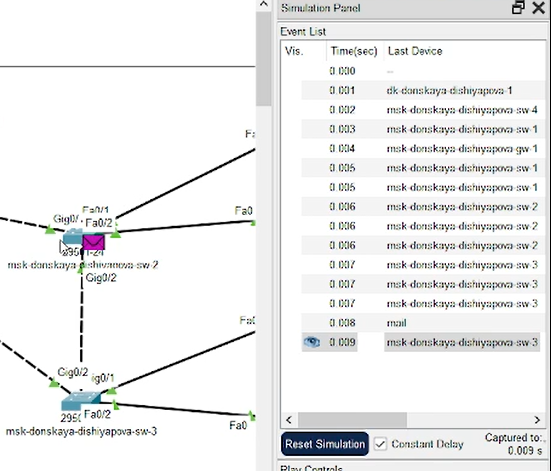 Simulation Panel
Event List
Vis. Time(sec) Last Device
0.000 --
0.001 dk-donskaya-dishiyapova-1
0.002 msk-donskaya-dishiyapova-sw-4
0.003 msk-donskaya-dishiyapova-sw-1
0.004 msk-donskaya-dishiyapova-gw-1
0.005 msk-donskaya-dishiyapova-sw-1
0.005 msk-donskaya-dishiyapova-sw-1
0.006 msk-donskaya-dishiyapova-sw-2
0.006 msk-donskaya-dishiyapova-sw-2
0.006 msk-donskaya-dishiyapova-sw-2
0.007 msk-donskaya-dishiyapova-sw-3
0.007 msk-donskaya-dishiyapova-sw-3
0.007 msk-donskaya-dishiyapova-sw-3
0.008 mail
0.009 msk-donskaya-dishiyapova-sw-3
Reset Simulation Constant Delay Captured to:
0.009 s
Play Controls
Fa
Fa0/1
Gig0/
Fa0/2
Fa0
msk-donskaya-dishiyapova-sw-2
Gig0/2
Fa
Gig0/2 ig0/1
295
Fa0/2
Fa0
msk-donskaya-dishiyapova-sw-3